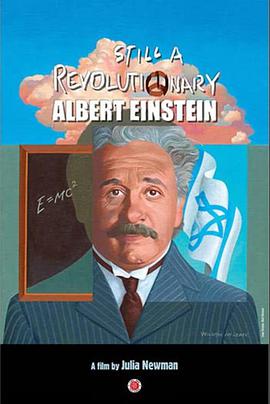 STILL A
REVOLUTIONARY
ALBERT EINSTEIN
E=MC²
A film by Julia Newman